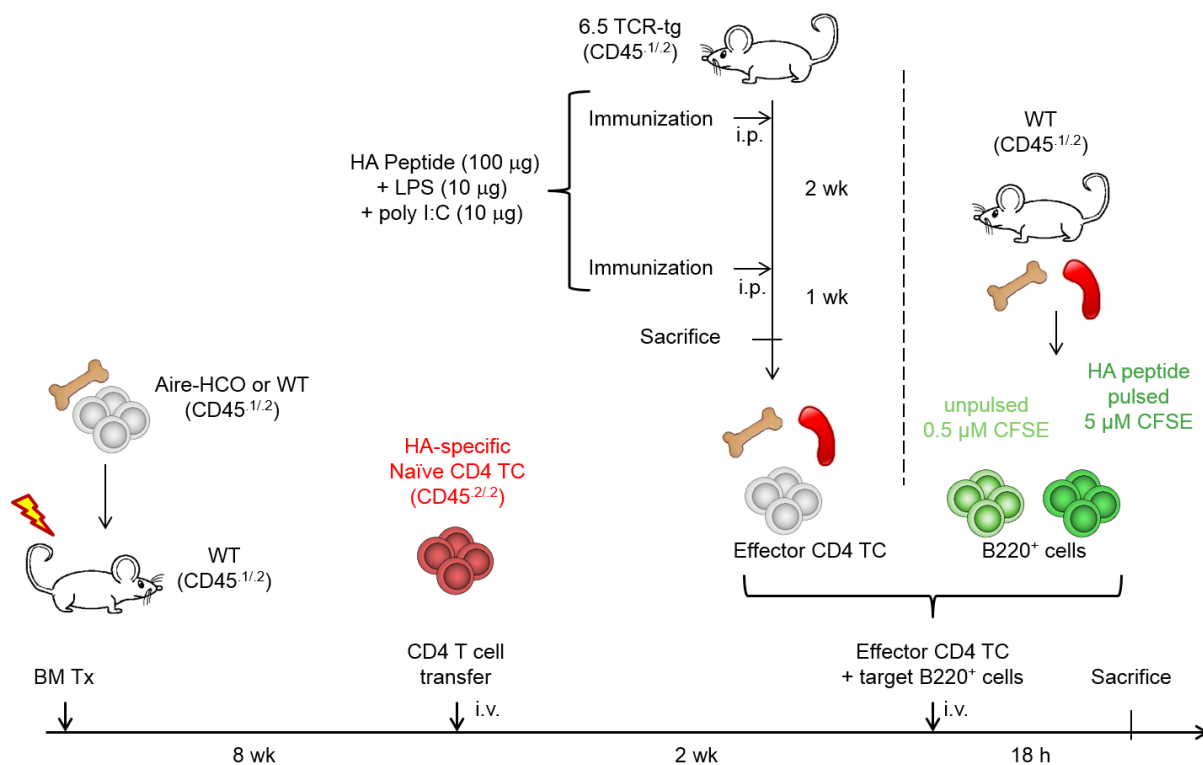 6.5 TCR-tg
(CD45.1/.2)
HA Peptide (100 μg)
+ LPS (10 μg)
+ poly I:C (10 μg)
Immunization
i.p.
2 wk
Immunization
i.p.
1 wk
Sacrifice
WT
(CD45.1/.2)
unpulsed
0.5 μM CFSE
HA peptide
pulsed
5 μM CFSE
Aire-HCO or WT
(CD45.1/.2)
HA-specific
Naïve CD4 TC
(CD45.2/.2)
Effector CD4 TC
B220+ cells
WT
(CD45.1/.2)
BM Tx
CD4 T cell
transfer
i.v.
Effector CD4 TC
+ target B220+ cells
i.v.
Sacrifice
8 wk
2 wk
18 h